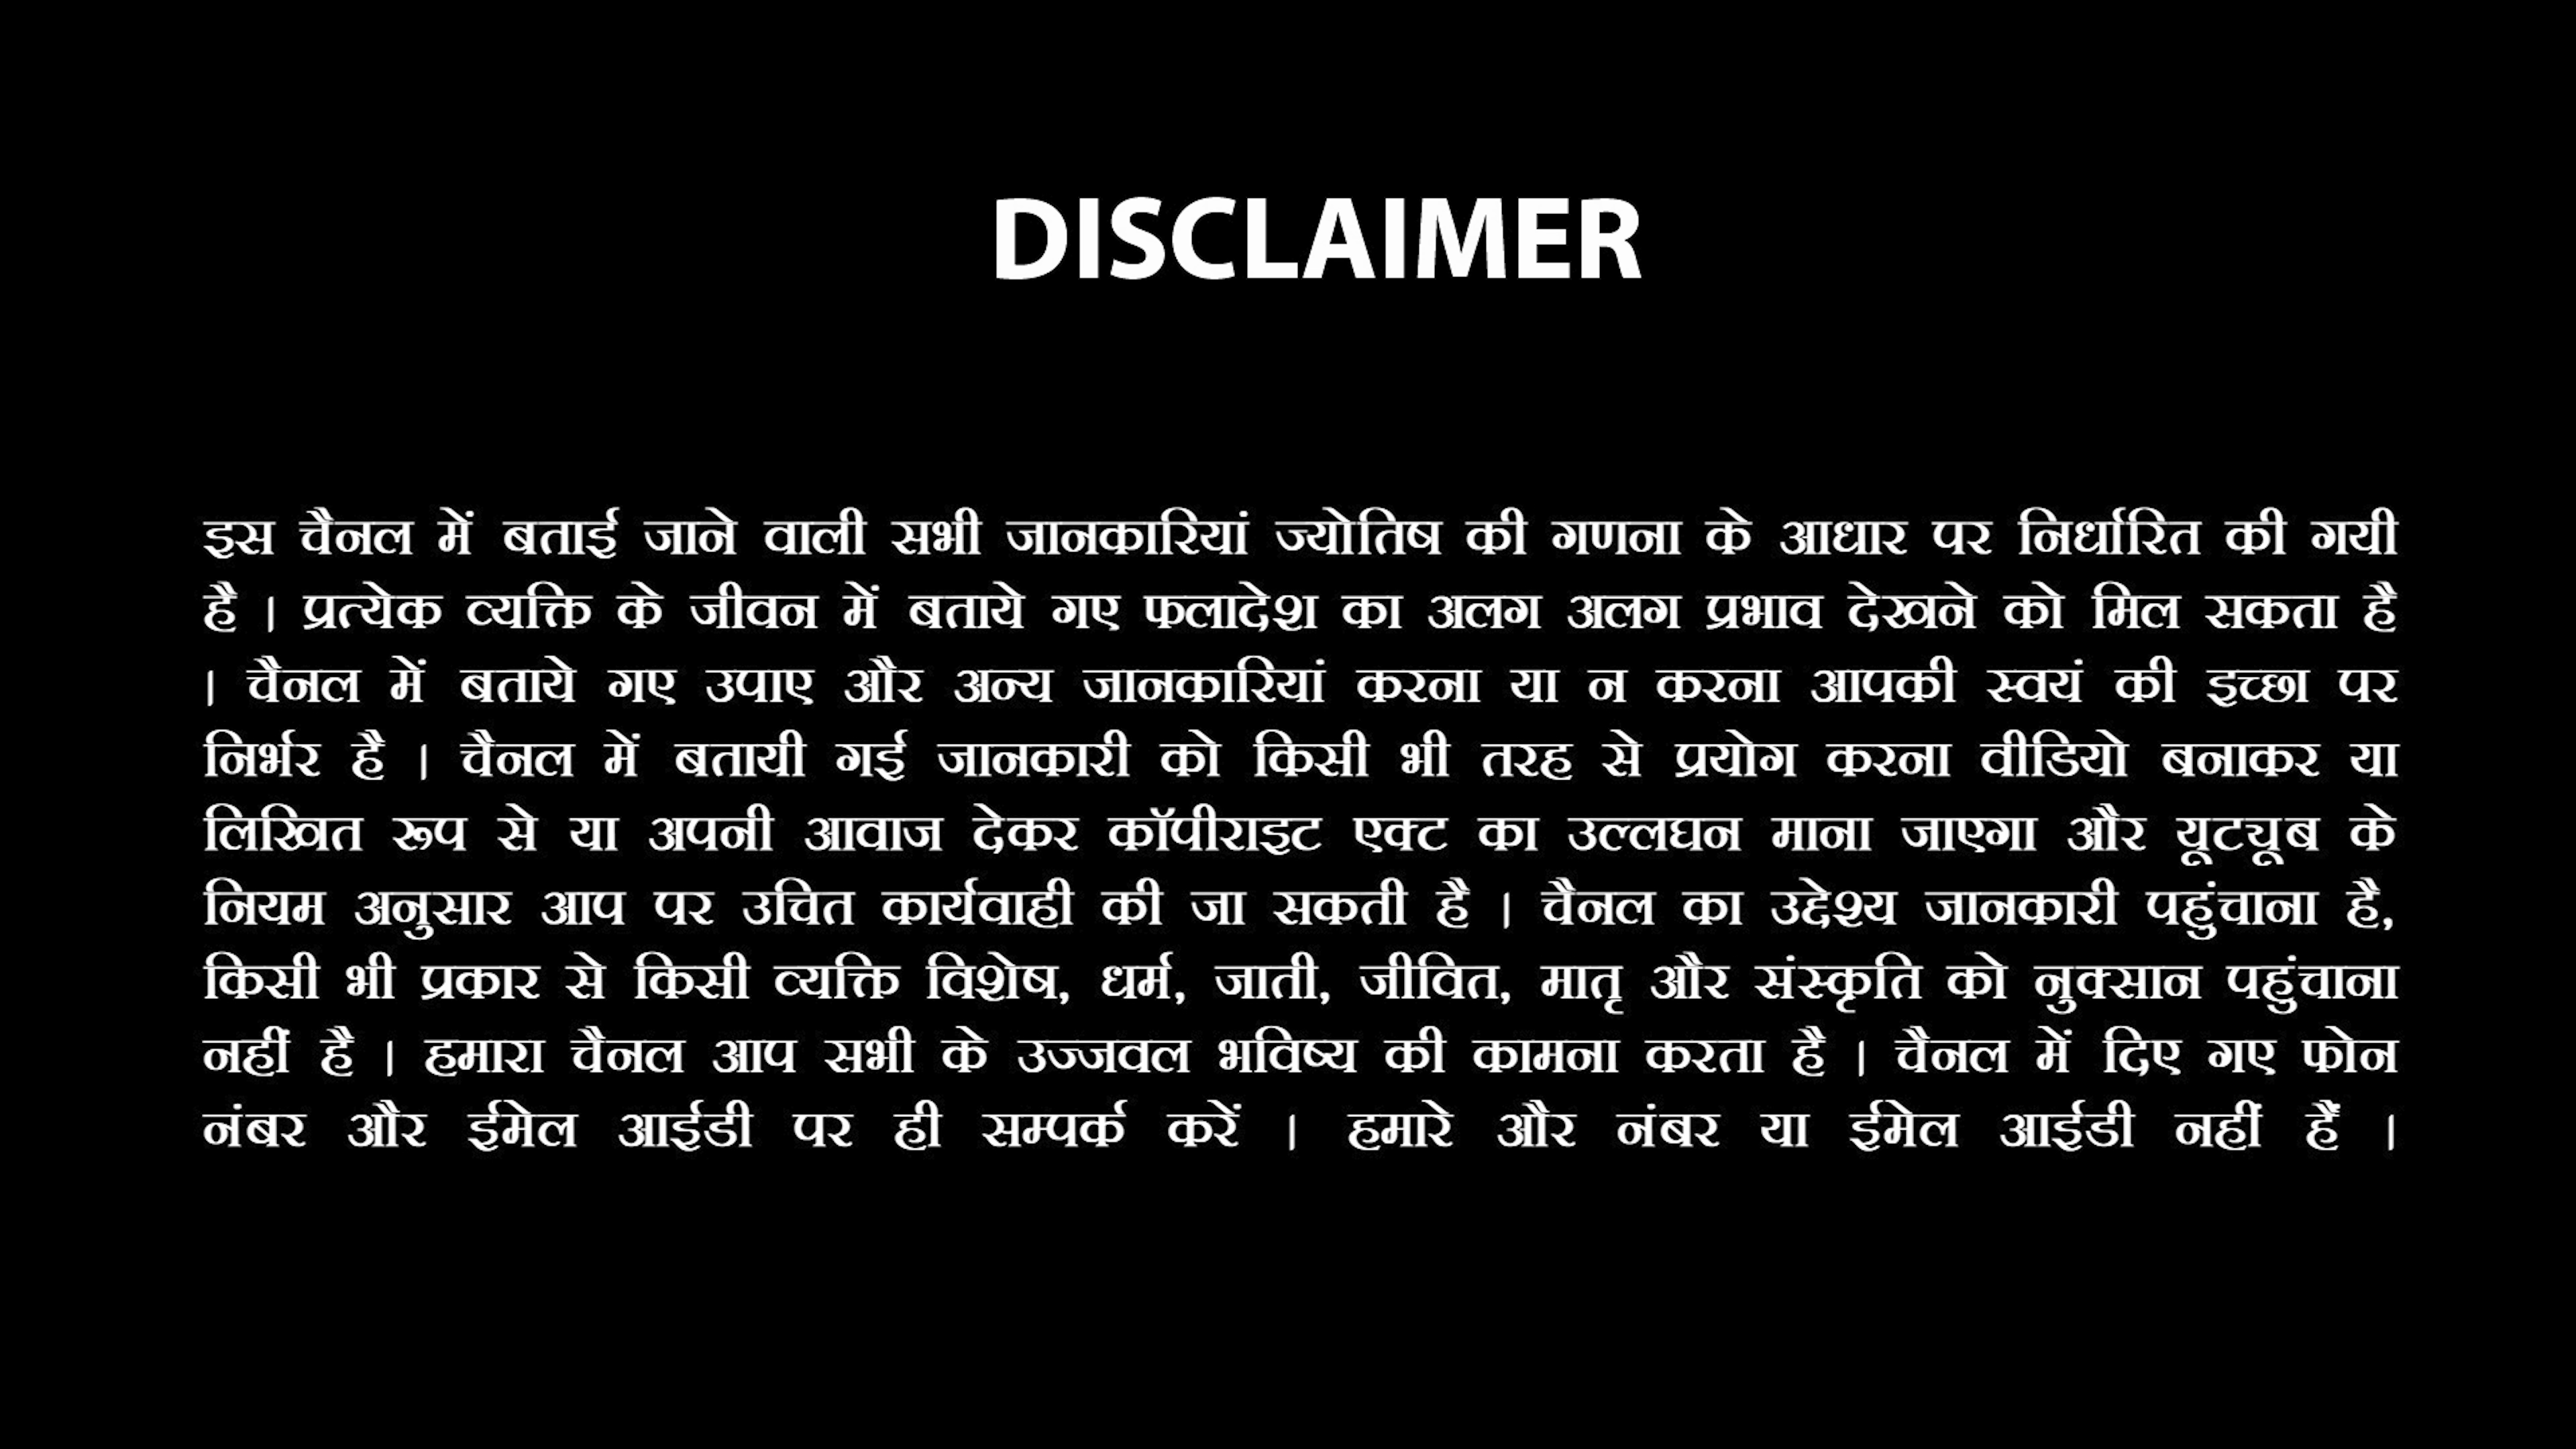 DISCLAIMER
इस चैनल में बताई जाने वाली सभी जानकारियां ज्योतिष की गणना के आधार पर निर्धारित की गयी
है । प्रत्येक व्यक्ति के जीवन में बताये गए फलादेश का अलग अलग प्रभाव देखने को मिल सकता है
। चैनल में बताये गए उपाए और अन्य जानकारियां करना या न करना आपकी स्वयं की इच्छा पर
निर्भर है । चैनल में बतायी गई जानकारी को किसी भी तरह से प्रयोग करना वीडियो बनाकर या
लिखित रूप से या अपनी आवाज देकर कॉपीराइट एक्ट का उल्लघन माना जाएगा और यूट्यूब के
नियम अनुसार आप पर उचित कार्यवाही की जा सकती है । चैनल का उद्देश्य जानकारी पहुंचाना है,
किसी भी प्रकार से किसी व्यक्ति विशेष, धर्म, जाती, जीवित, मातृ और संस्कृति को नुक्सान पहुंचाना
नहीं है । हमारा चैनल आप सभी के उज्जवल भविष्य की कामना करता है । चैनल में दिए गए फोन
नंबर और ईमेल आईडी पर ही सम्पर्क करें । हमारे और नंबर या ईमेल आईडी नहीं हैं ।